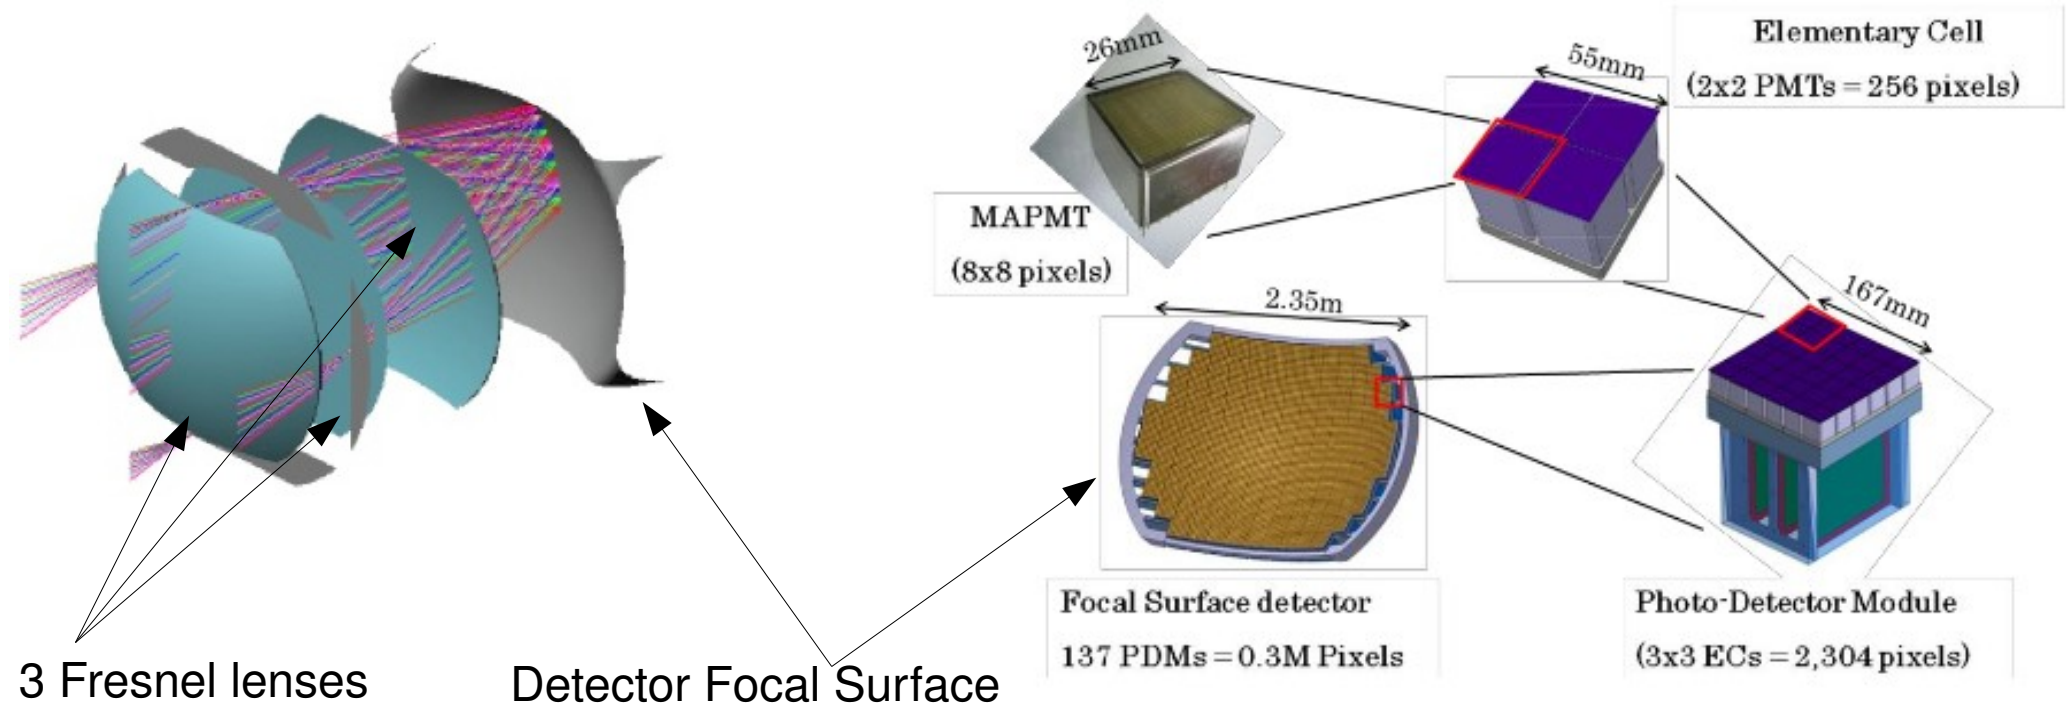 26mm
MAPMT
(8x8 pixels)
55mm
Elementary Cell
(2x2 PMTs = 256 pixels)
2.35m
167mm
Focal Surface detector
137 PDMs = 0.3M Pixels
Photo-Detector Module
(3x3 ECs = 2,304 pixels)
3 Fresnel lenses
Detector Focal Surface